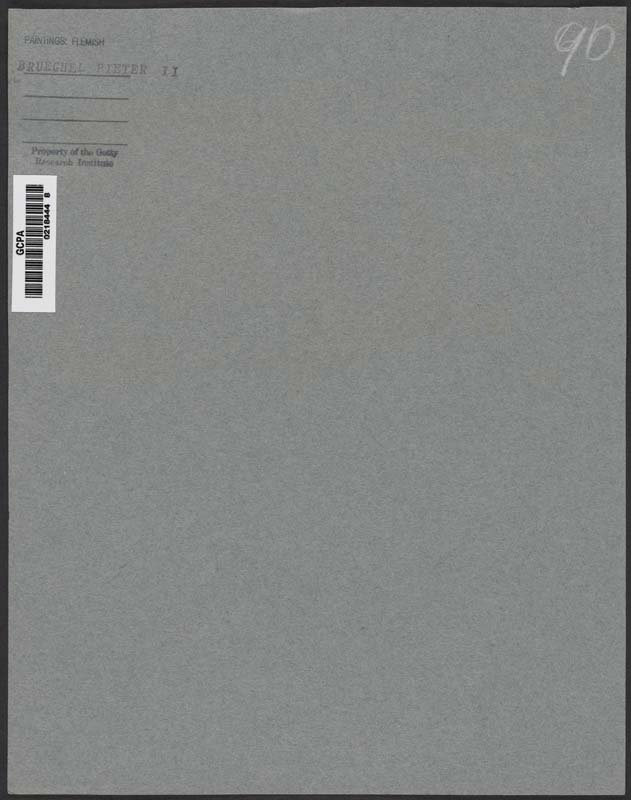 PAINTINGS: FLEMISH
90
BRUEGHEL PIETER II
Property of the Getty
Research Institute
GCPA
0218444 8